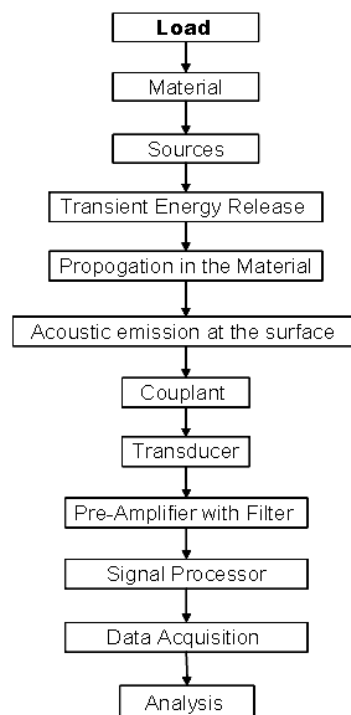 Load
Material
Sources
Transient Energy Release
Propogation in the Material
Acoustic emission at the surface
Couplant
Transducer
Pre-Amplifier with Filter
Signal Processor
Data Acquisition
Analysis